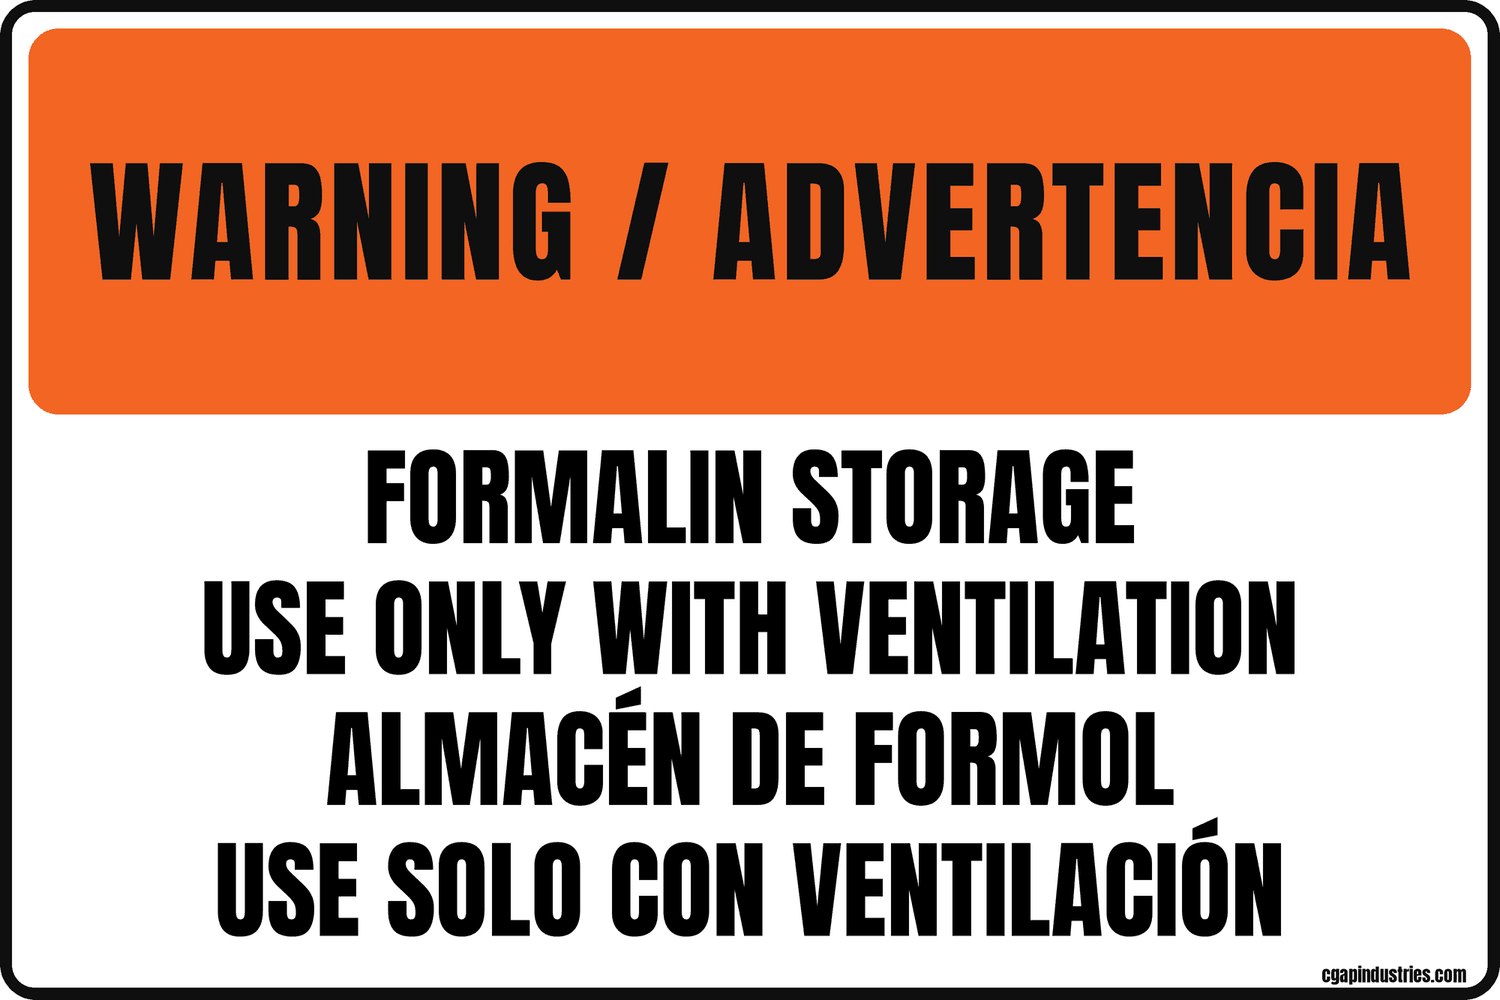 WARNING / ADVERTENCIA
FORMALIN STORAGE
USE ONLY WITH VENTILATION
ALMACÉN DE FORMOL
USE SOLO CON VENTILACIÓN
cgapindustries.com